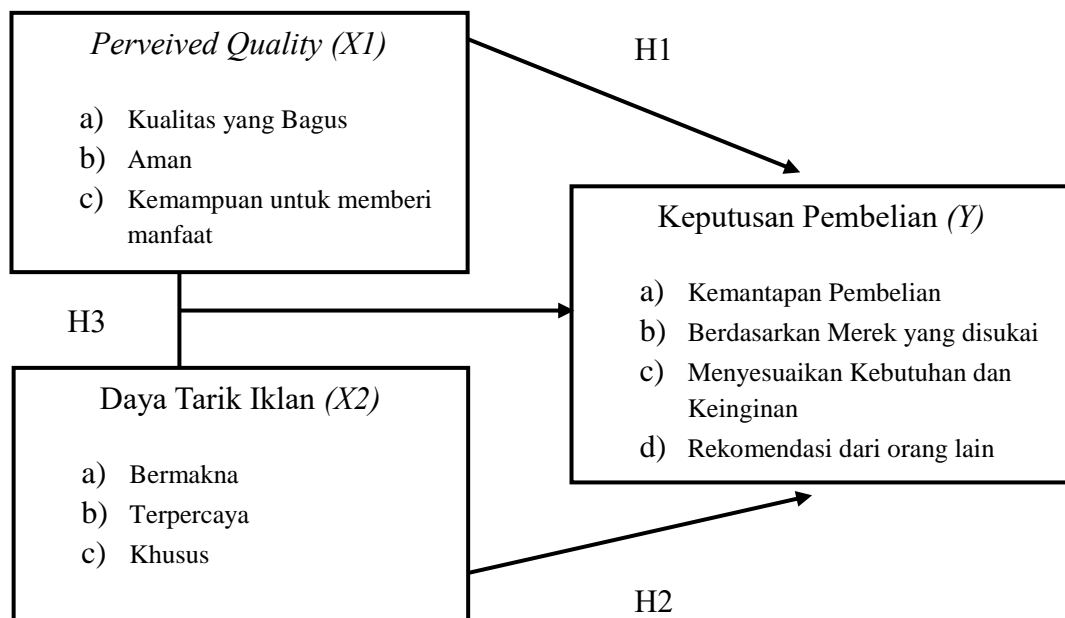 Perveived Quality (X1)
a) Kualitas yang Bagus
b) Aman
c) Kemampuan untuk memberi
manfaat
H1
Keputusan Pembelian (Y)
a) Kemantapan Pembelian
b) Berdasarkan Merek yang disukai
c) Menyesuaikan Kebutuhan dan
Keinginan
d) Rekomendasi dari orang lain
H3
Daya Tarik Iklan (X2)
a) Bermakna
b) Terpercaya
c) Khusus
H2